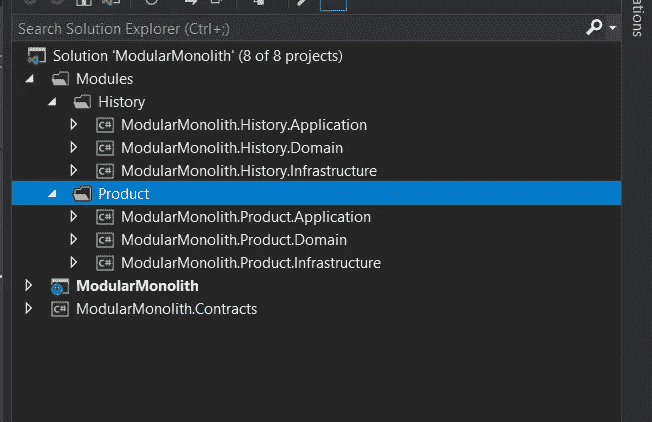 ations
Search Solution Explorer (Ctrl+;)
Solution 'ModularMonolith' (8 of 8 projects)
Modules
History
C# ModularMonolith.History.Application
C# ModularMonolith.History.Domain
C# ModularMonolith.History.Infrastructure
Product
C# ModularMonolith.Product.Application
C# ModularMonolith.Product.Domain
C# ModularMonolith.Product.Infrastructure
ModularMonolith
C# ModularMonolith.Contracts